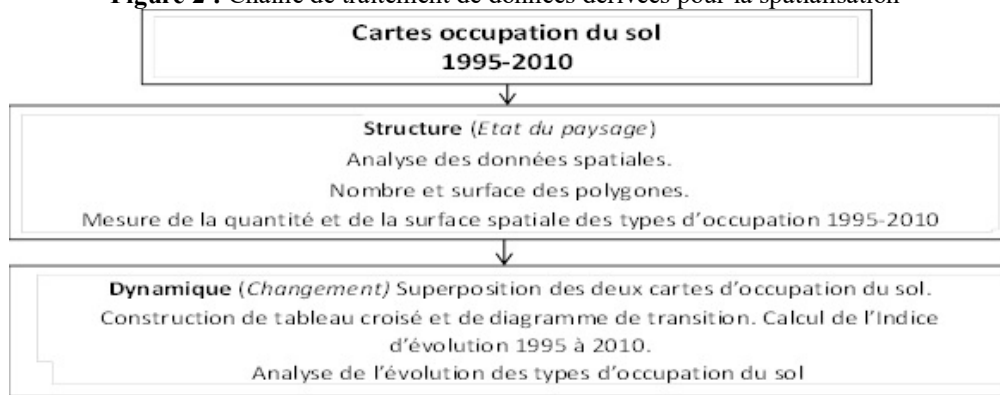 Figure 2 : Chaîne de traitement de données dérivées pour la spatialisation
Cartes occupation du sol
1995-2010
Structure (Etat du paysage)
Analyse des données spatiales.
Nombre et surface des polygones.
Mesure de la quantité et de la surface spatiale des types d’occupation 1995-2010
Dynamique (Changement) Superposition des deux cartes d’occupation du sol.
Construction de tableau croisé et de diagramme de transition. Calcul de l’Indice
d’évolution 1995 à 2010.
Analyse de l’évolution des types d’occupation du sol